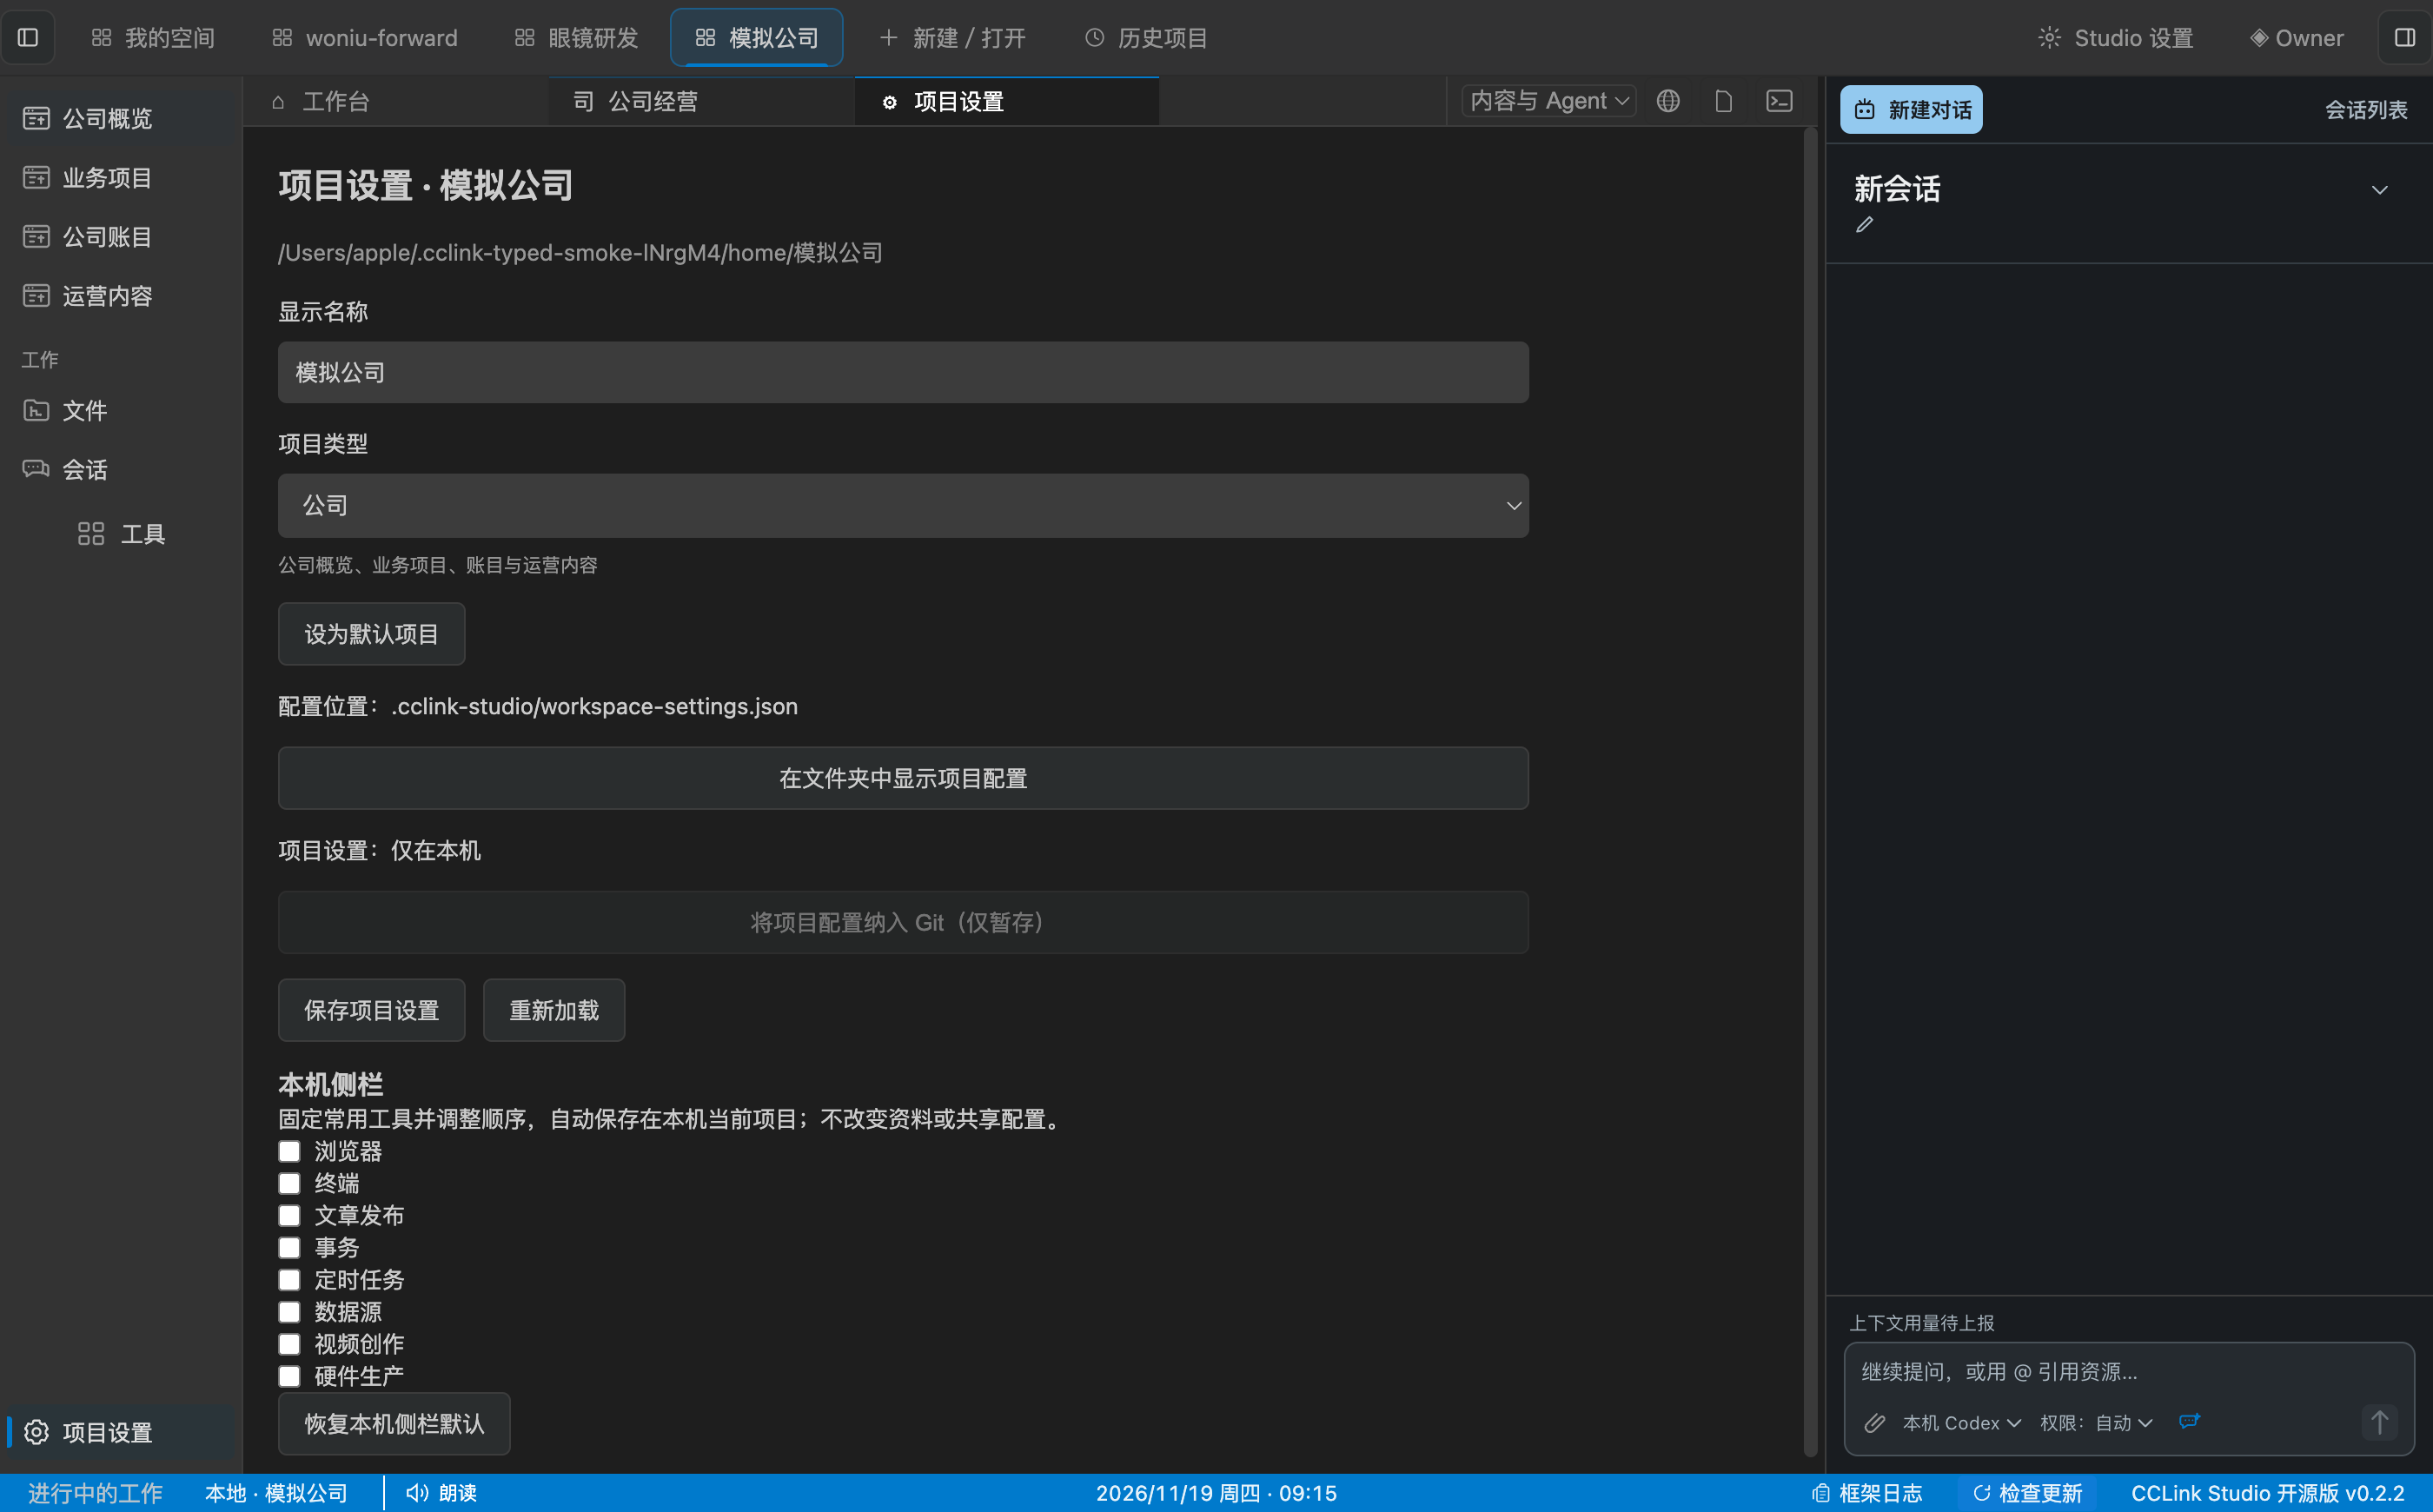 我的空间 woniu-forward 眼镜研发 模拟公司 新建 / 打开 历史项目 Studio 设置 Owner
公司概览
业务项目
公司账目
运营内容
工作
文件
会话
工具
项目设置
工作台 司 公司经营 项目设置 内容与 Agent
项目设置 · 模拟公司
/Users/apple/.cclink-typed-smoke-lNrgM4/home/模拟公司
显示名称
模拟公司
项目类型
公司
公司概览、业务项目、账目与运营内容
设为默认项目
配置位置：.cclink-studio/workspace-settings.json
在文件夹中显示项目配置
项目设置：仅在本机
将项目配置纳入 Git（仅暂存）
保存项目设置 重新加载
本机侧栏
固定常用工具并调整顺序，自动保存在本机当前项目；不改变资料或共享配置。
浏览器
终端
文章发布
事务
定时任务
数据源
视频创作
硬件生产
恢复本机侧栏默认
新建对话 会话列表
新会话
上下文用量待上报
继续提问，或用 @ 引用资源...
本机 Codex 权限：自动
进行中的工作 本地 · 模拟公司 朗读 2026/11/19 周四 · 09:15 框架日志 检查更新 CCLink Studio 开源版 v0.2.2